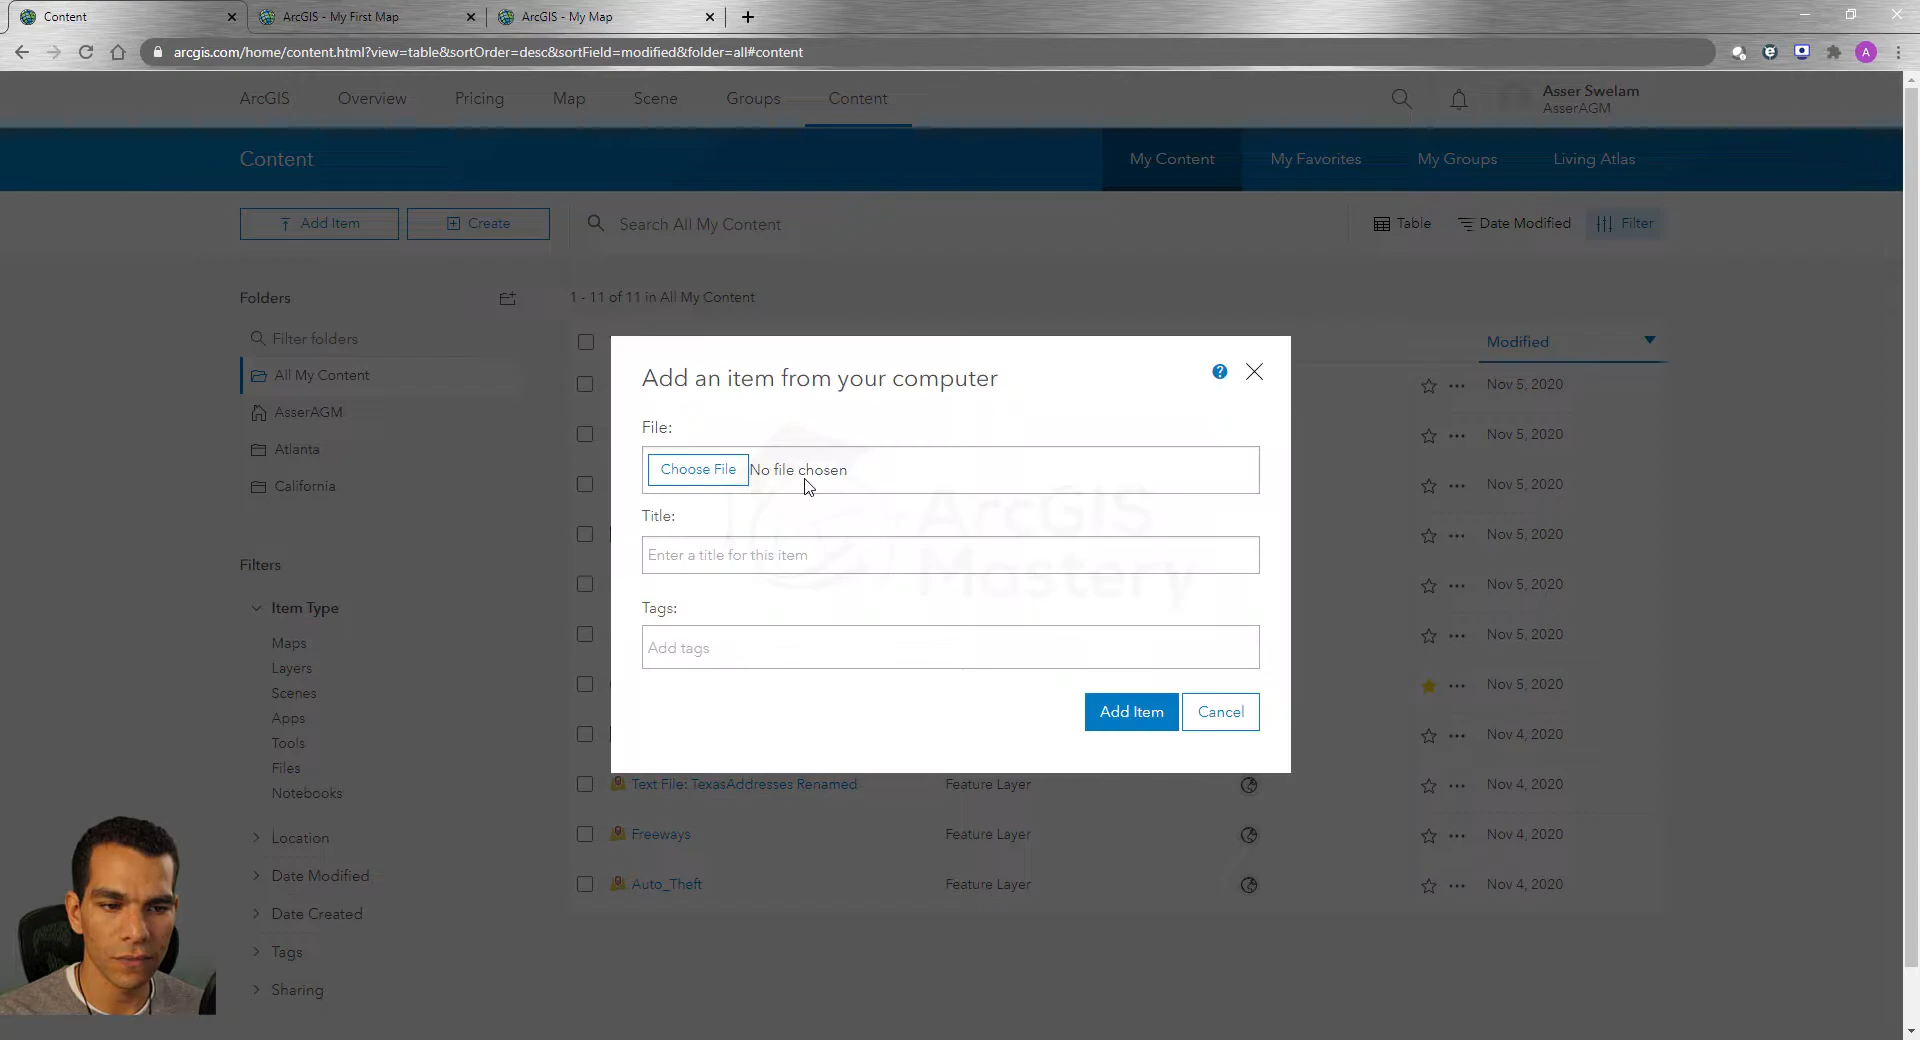 Content
ArcGIS - My First Map
ArcGIS - My Map
arcgis.com/home/content.html?view=table&sortOrder=desc&sortField=modified&folder=all#content
A
ArcGIS
Overview
Pricing
Map
Scene
Groups
Content
Asser Swelam
AsserAGM
Content
My Content
My Favorites
My Groups
Living Atlas
Add Item
Create
Search All My Content
Table
Date Modified
Filter
Folders
1 - 11 of 11 in All My Content
Filter folders
All My Content
AsserAGM
Atlanta
California
Filters
Item Type
Maps
Layers
Scenes
Apps
Tools
Files
Notebooks
Location
Date Modified
Date Created
Tags
Sharing
Modified
Nov 5, 2020
Nov 5, 2020
Nov 5, 2020
Nov 5, 2020
Nov 5, 2020
Nov 5, 2020
Nov 5, 2020
Nov 4, 2020
Add an item from your computer
?
File:
Choose File No file chosen
Title:
Enter a title for this item
Tags:
Add tags
Add Item
Cancel
ArcGIS
Mastery
Text File: TexasAddresses Renamed Feature Layer Nov 4, 2020
Freeways Feature Layer Nov 4, 2020
Auto_Theft Feature Layer Nov 4, 2020